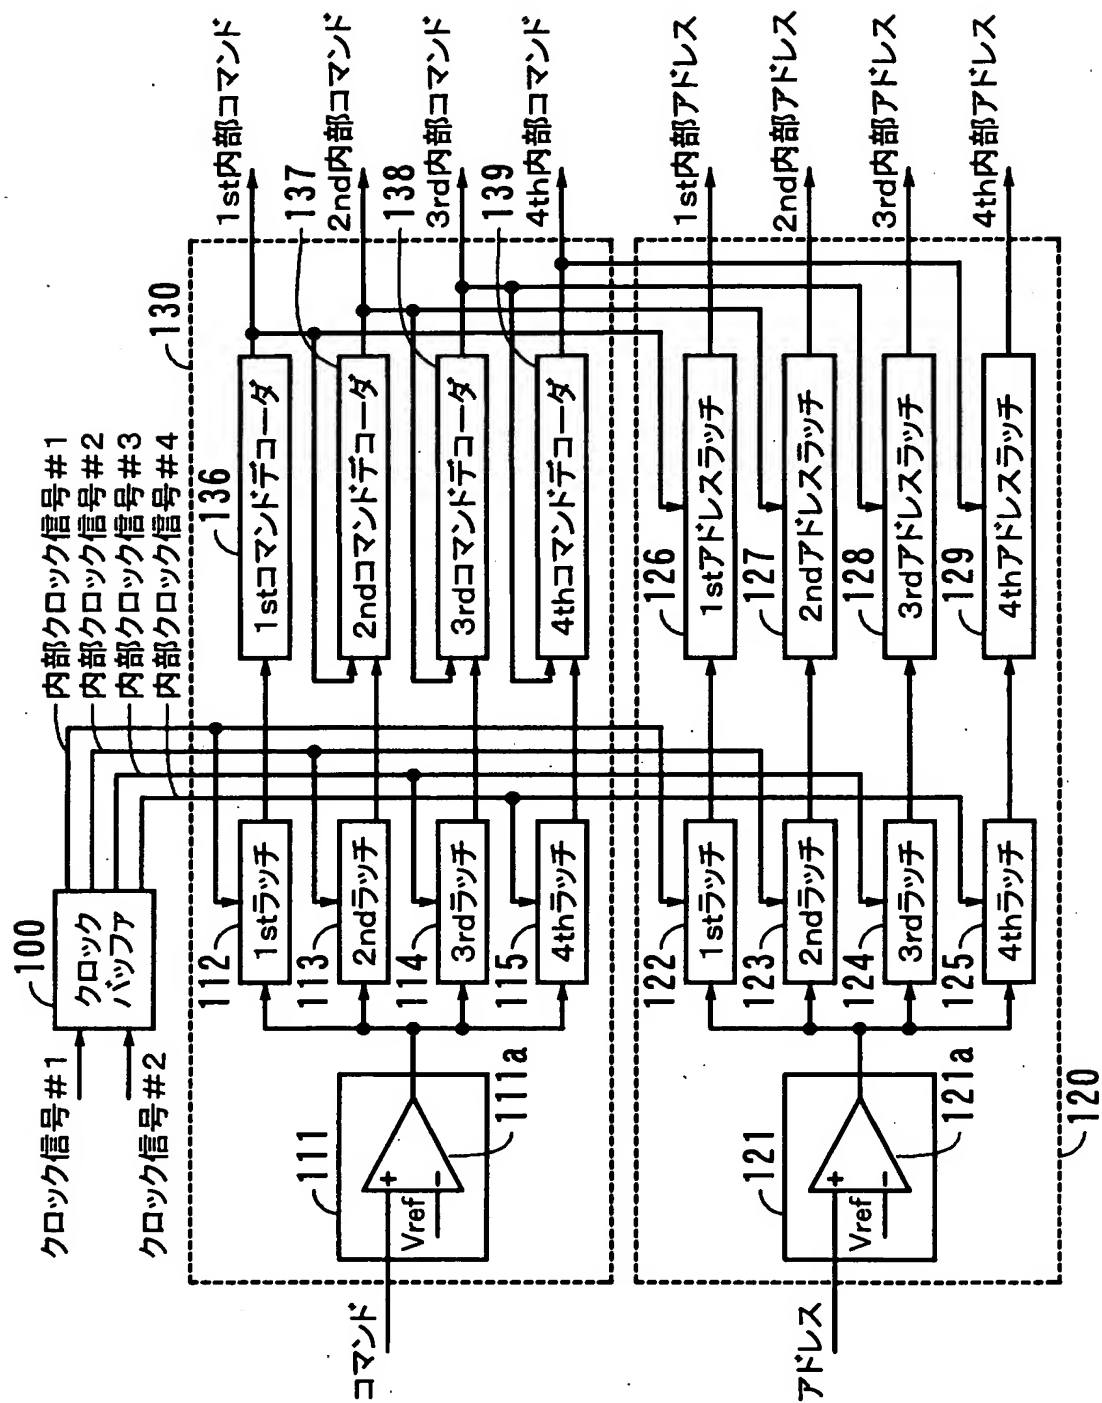 クロック信号#1
クロック信号#2
100
クロック
バッファ
内部クロック信号#1
内部クロック信号#2
内部クロック信号#3
内部クロック信号#4
130
コマンド
111
Vref
+
−
111a
112
1stラッチ
113
2ndラッチ
114
3rdラッチ
115
4thラッチ
136
1stコマンドデコーダ
137
2ndコマンドデコーダ
138
3rdコマンドデコーダ
139
4thコマンドデコーダ
1st内部コマンド
2nd内部コマンド
3rd内部コマンド
4th内部コマンド
アドレス
121
Vref
+
−
121a
122
1stラッチ
123
2ndラッチ
124
3rdラッチ
125
4thラッチ
126
1stアドレスラッチ
127
2ndアドレスラッチ
128
3rdアドレスラッチ
129
4thアドレスラッチ
1st内部アドレス
2nd内部アドレス
3rd内部アドレス
4th内部アドレス
120